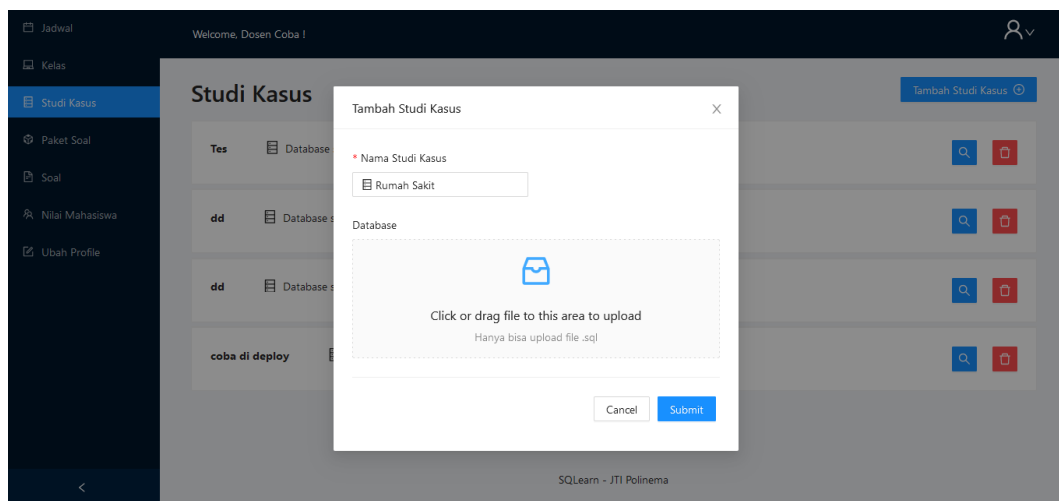 Jadwal
Welcome, Dosen Coba !
Kelas
Studi Kasus
Paket Soal
Soal
Nilai Mahasiswa
Ubah Profile
Studi Kasus
Tambah Studi Kasus
Tes
Database
dd
Database s
dd
Database s
coba di deploy
Tambah Studi Kasus
* Nama Studi Kasus
Rumah Sakit
Database
Click or drag file to this area to upload
Hanya bisa upload file .sql
Cancel
Submit
SQLearn - JTI Polinema